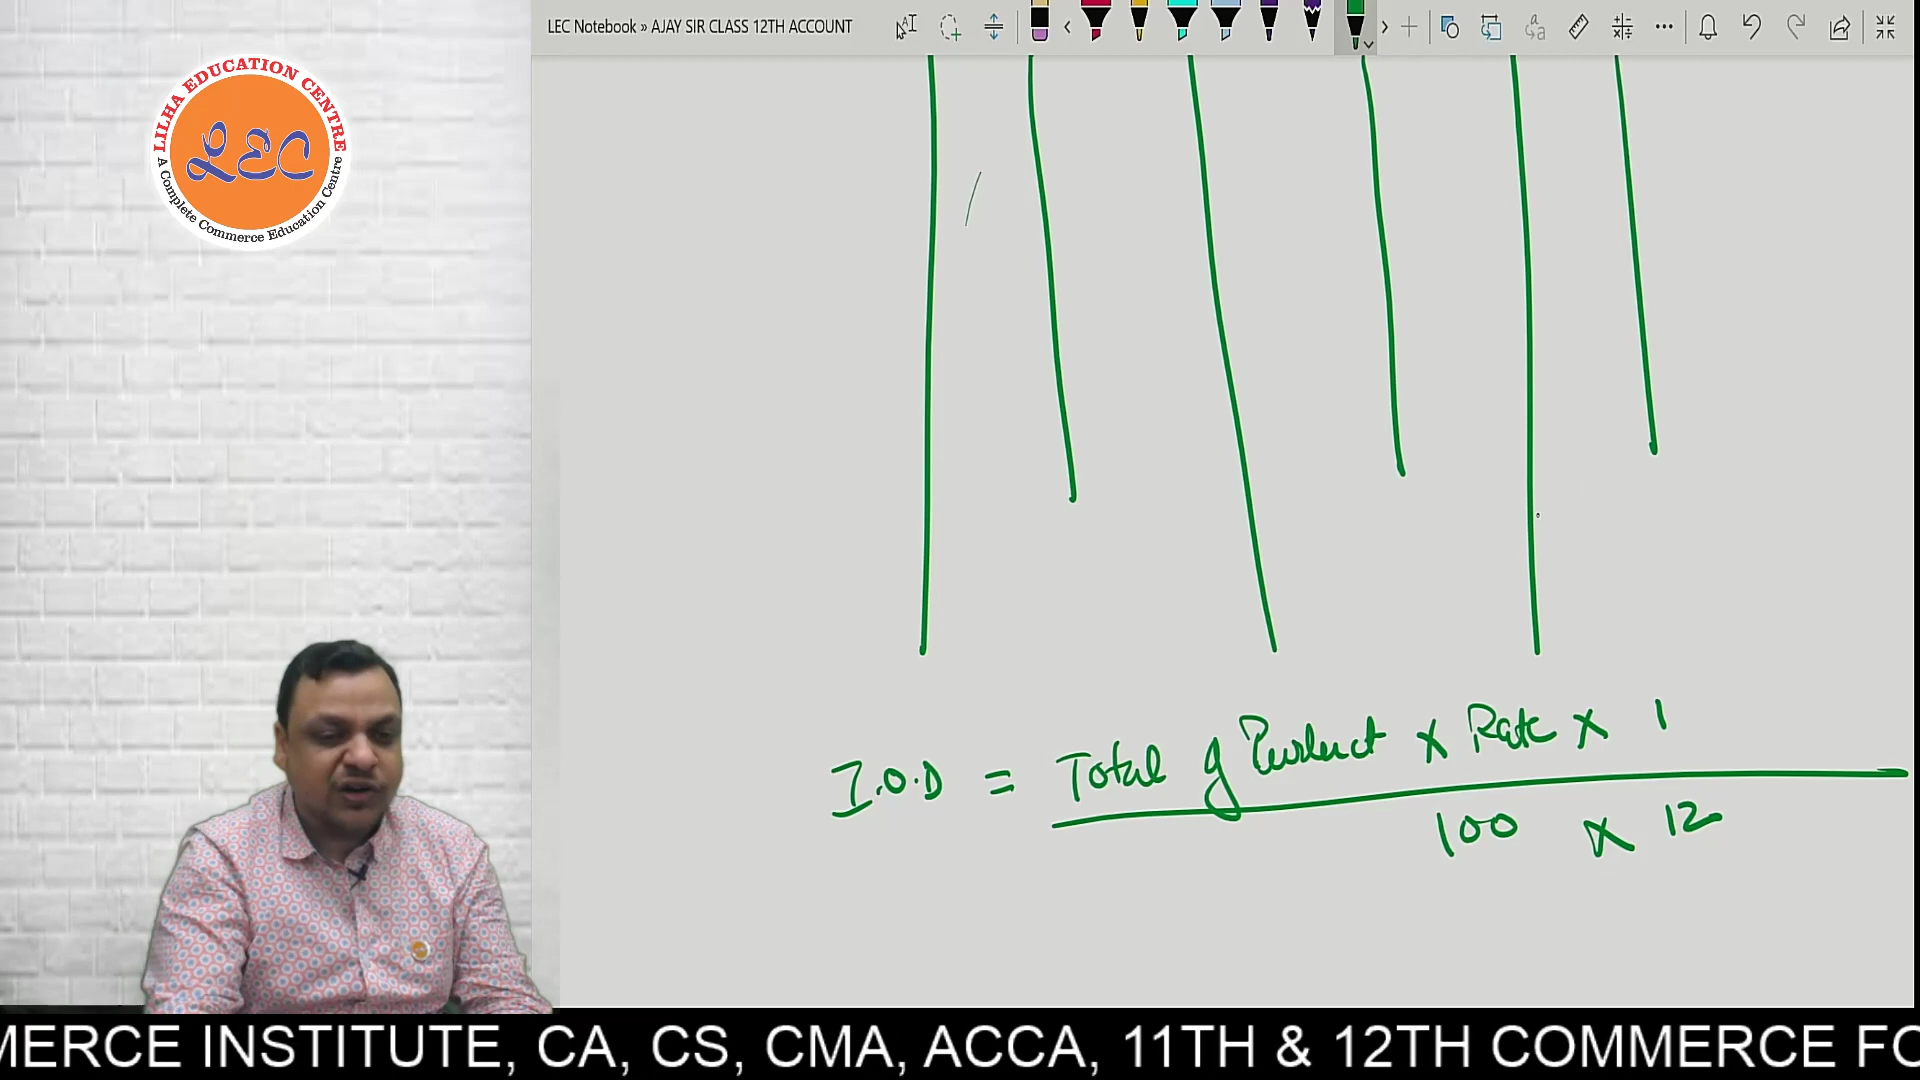 LEC Notebook » AJAY SIR CLASS 12TH ACCOUNT
LILHA EDUCATION CENTRE
LEC
A Complete Commerce Education Centre
I.O.D = Total of Product x Rate x 1
100 x 12
MERCE INSTITUTE, CA, CS, CMA, ACCA, 11TH & 12TH COMMERCE FO